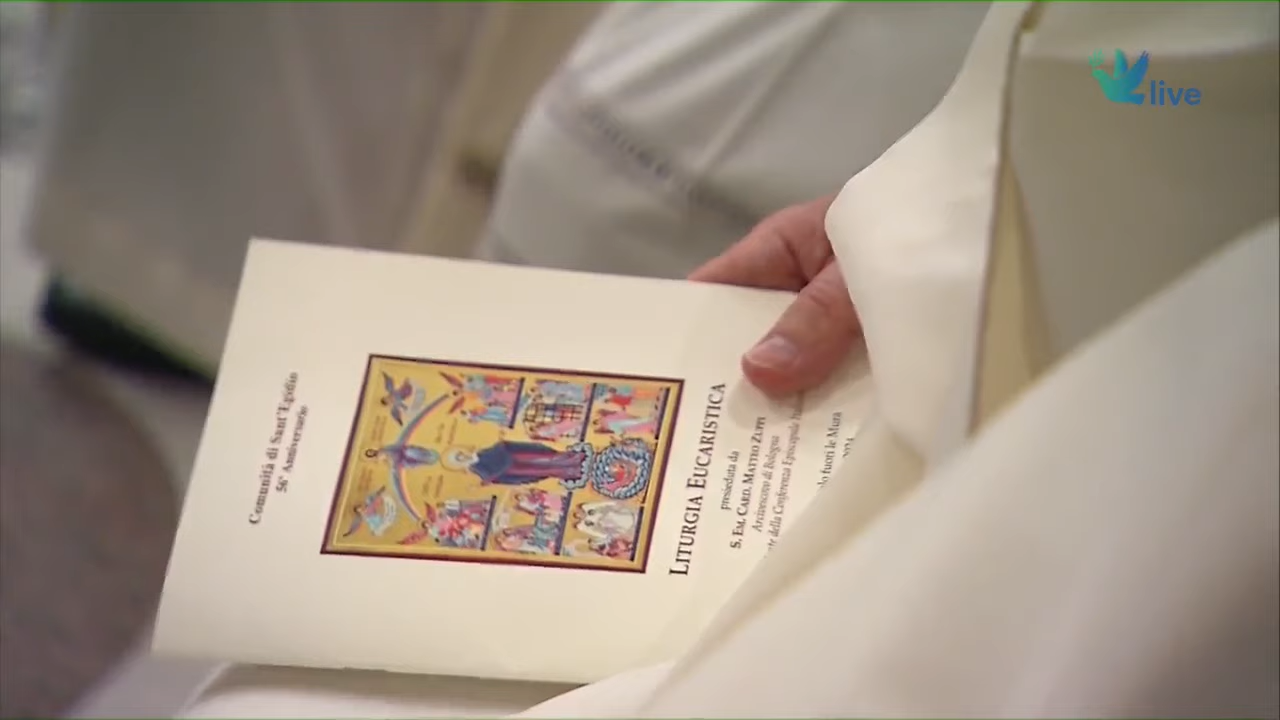 live
Comunità di Sant'Egidio
56° Anniversario
LITURGIA EUCARISTICA
presieduta da
S. EM. CARD. MATTEO ZUPPI
Arcivescovo di Bologna
della Conferenza Episcopale
fuori le Mura
2024